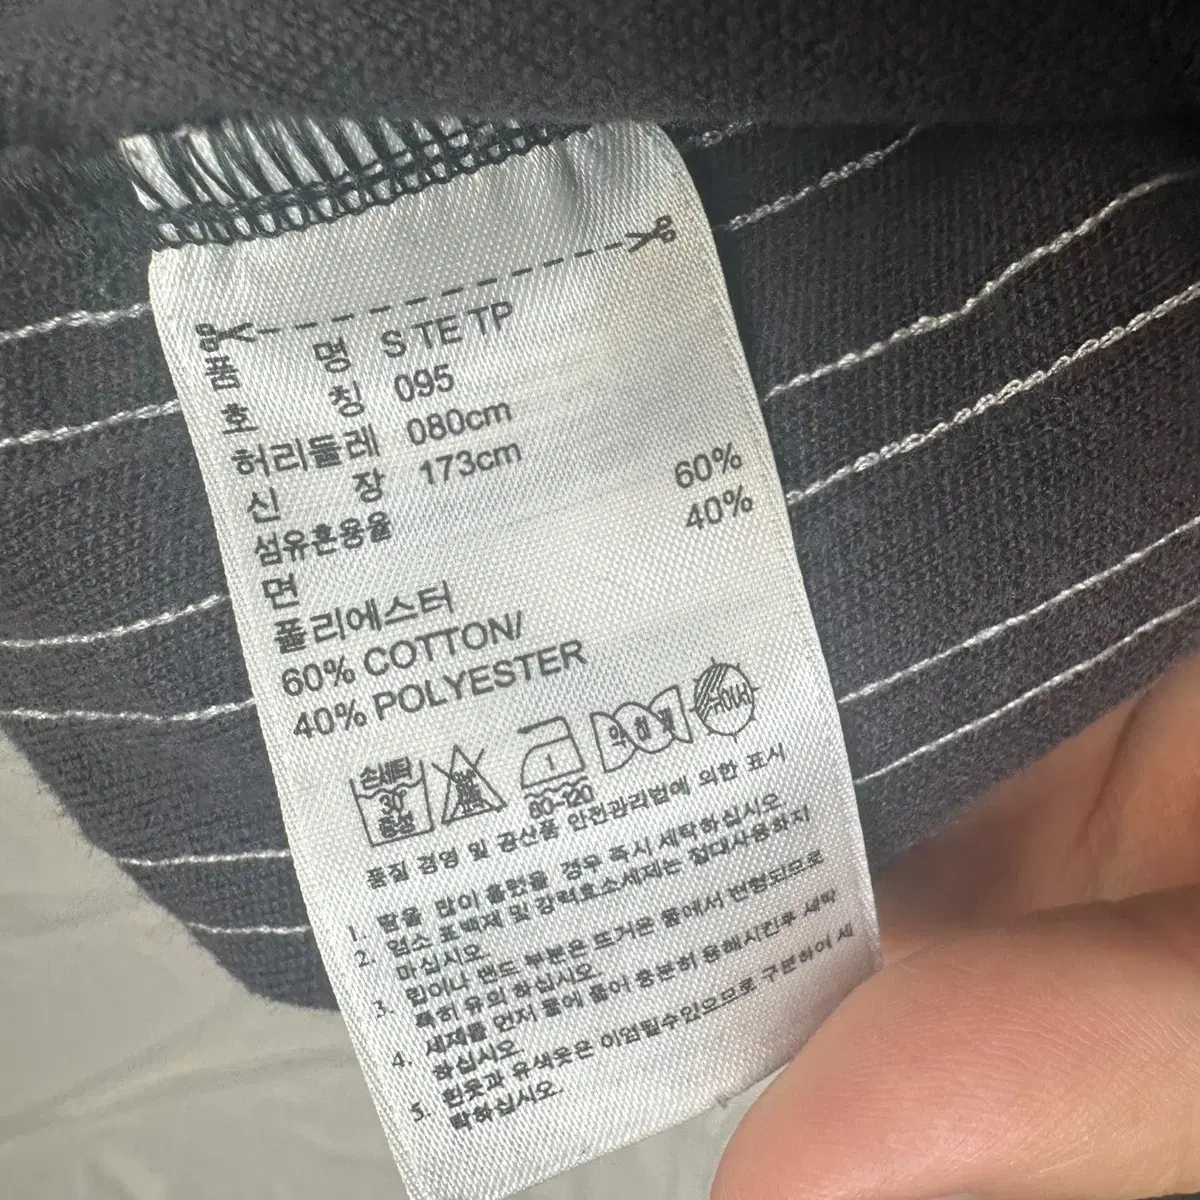 품 명 S TE TP
호 칭 095
허리둘레 080cm
신 장 173cm
섬유혼용율
면 60%
폴리에스터 40%
60% COTTON/
40% POLYESTER
손세탁
30
중성
80-120
약하게
뉘어서
품질 경영 및 공산품 안전관리법에 의한 표시
1. 땀을 많이 흘렸을 경우 즉시 세탁하십시오
2. 염소 표백제 및 강력효소세제는 절대사용하지
마십시오.
3. 립이나 밴드 부분은 뜨거운 물에서 변형되므로
특히 유의 하십시오.
4. 세제를 먼저 물에 풀어 충분히 용해시킨후 세탁
하십시오
5. 흰옷과 유색옷은 이염될수있으므로 구분하여 세
탁하십시오.